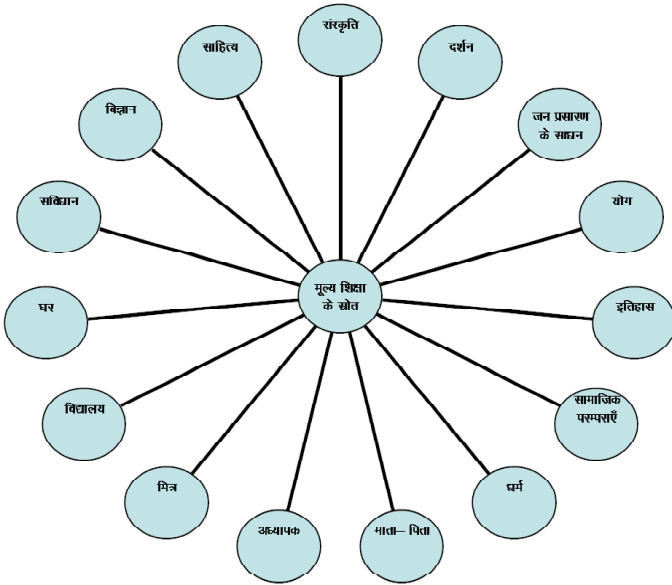 संस्कृति
दर्शन
जन प्रसारण
के साधन
योग
इतिहास
सामाजिक
परम्पराएँ
धर्म
माता– पिता
अध्यापक
मित्र
विद्यालय
घर
संविधान
विज्ञान
साहित्य
मूल्य शिक्षा
के स्रोत